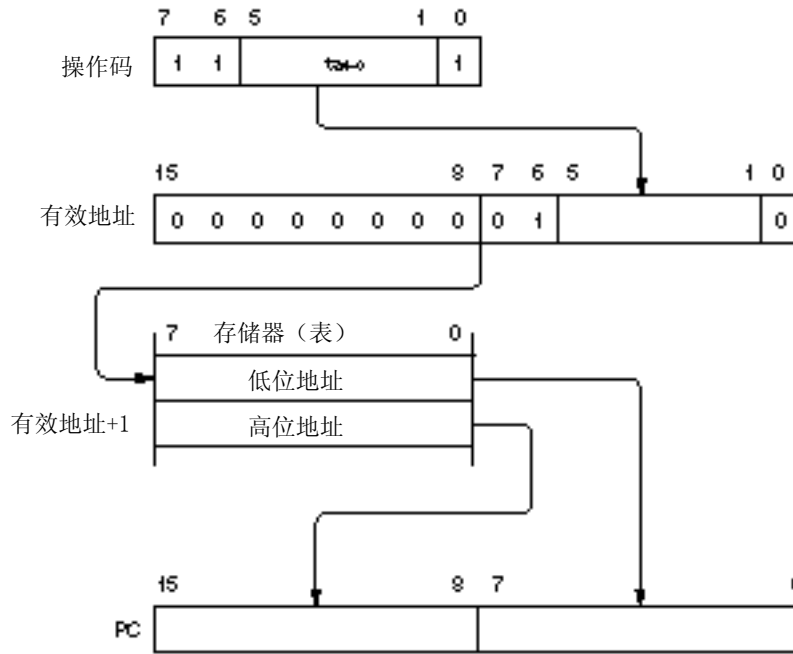 7 6 5 1 0
操作码 1 1 ta4-0 1
15 8 7 6 5 1 0
有效地址 0 0 0 0 0 0 0 0 0 1 0
7 存储器（表） 0
低位地址
有效地址+1 高位地址
15 8 7
PC